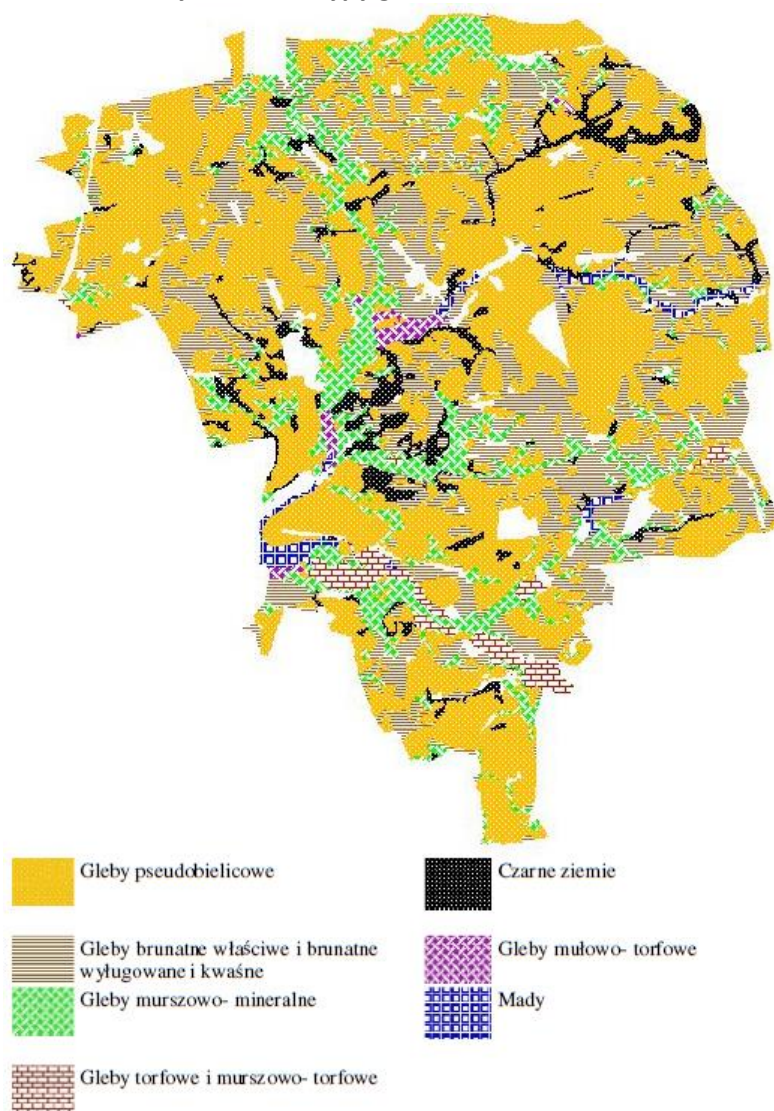 Gleby pseudobielicowe
Czarne ziemie
Gleby brunatne właściwe i brunatne
wyługowane i kwaśne
Gleby mułowo- torfowe
Gleby murszowo- mineralne
Mady
Gleby torfowe i murszowo- torfowe